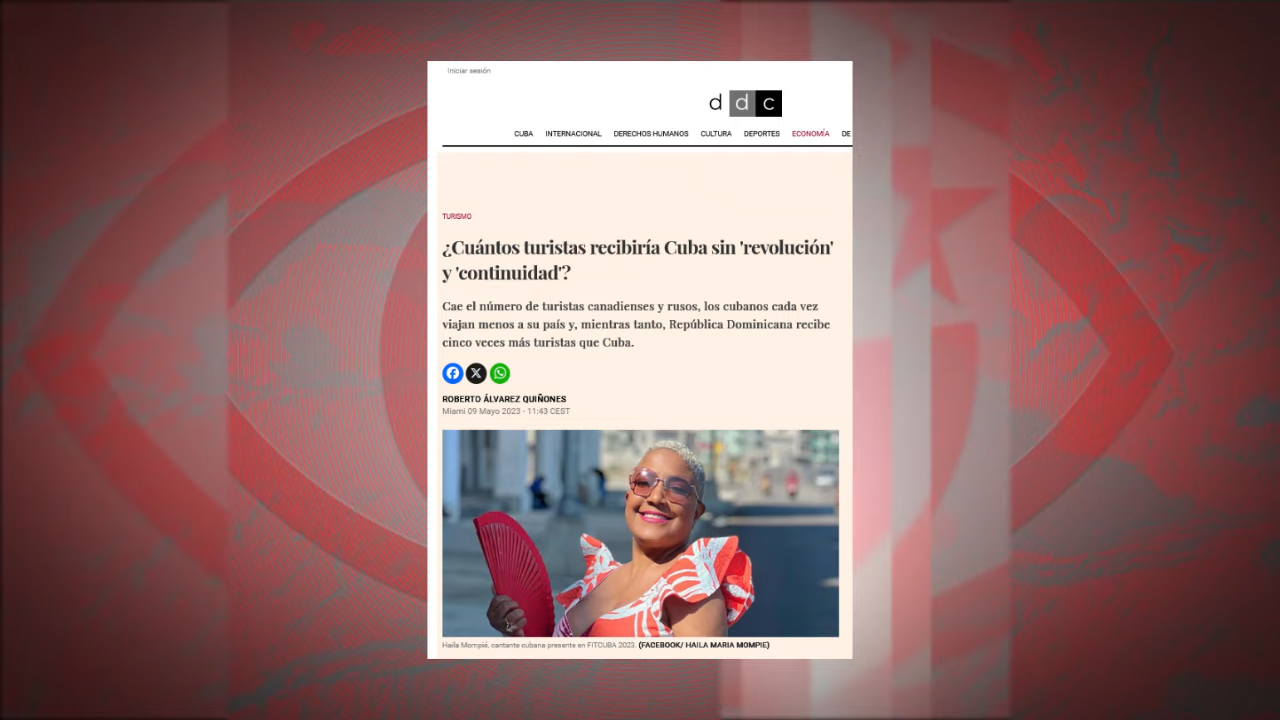 Iniciar sesión
ddc
CUBA INTERNACIONAL DERECHOS HUMANOS CULTURA DEPORTES ECONOMÍA DE
TURISMO
¿Cuántos turistas recibiría Cuba sin 'revolución'
y 'continuidad'?
Cae el número de turistas canadienses y rusos, los cubanos cada vez
viajan menos a su país y, mientras tanto, República Dominicana recibe
cinco veces más turistas que Cuba.
ROBERTO ÁLVAREZ QUIÑONES
Miami 09 Mayo 2023 - 11:43 CEST
Haila Mompié, cantante cubana presente en FITCUBA 2023. (FACEBOOK/ HAILA MARIA MOMPIE)